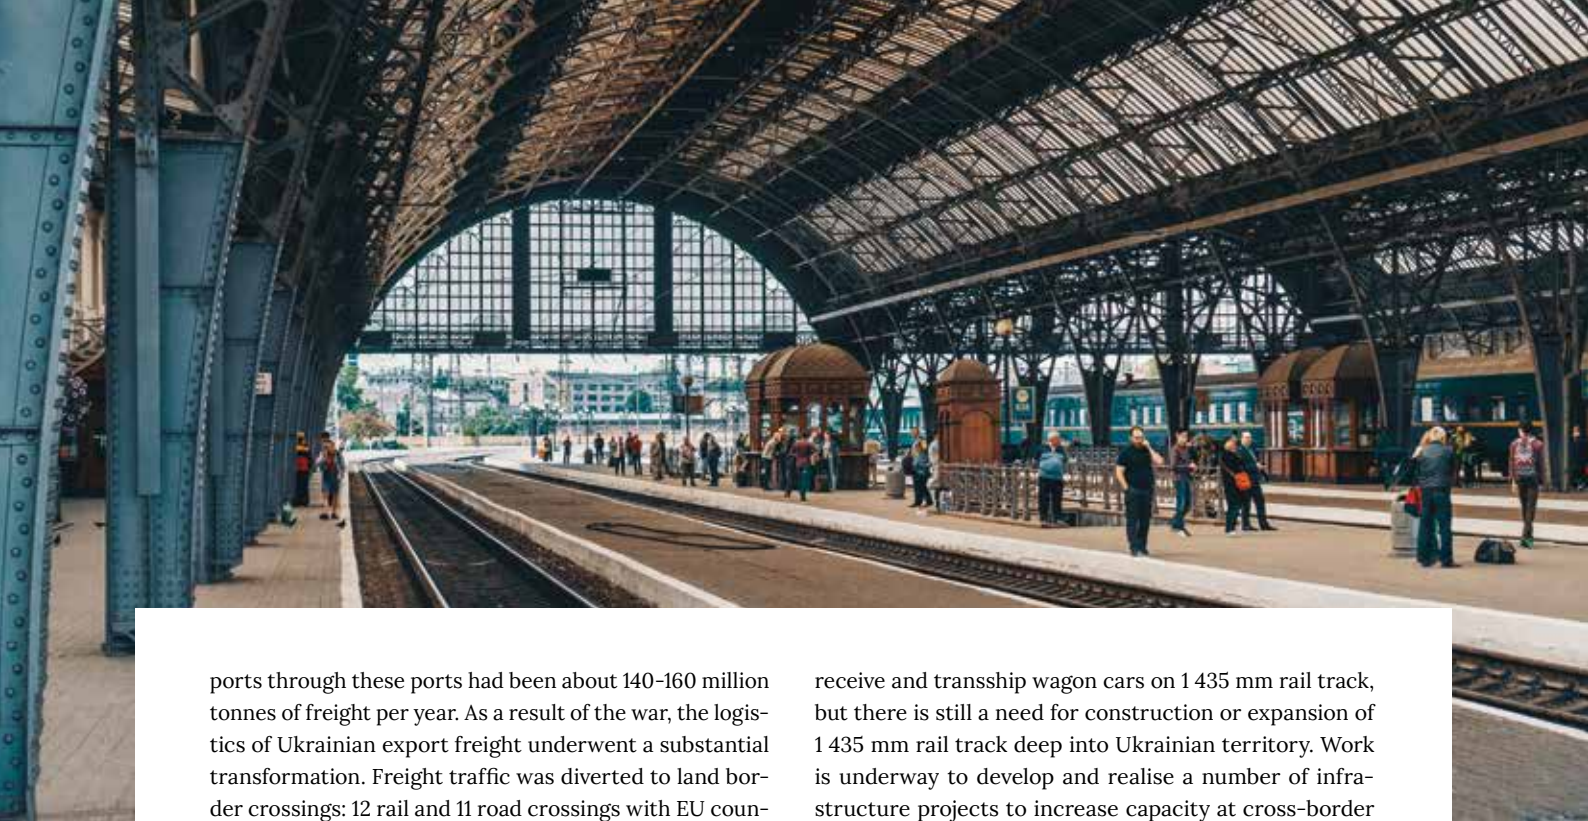 ports through these ports had been about 140-160 million
tonnes of freight per year. As a result of the war, the logis-
tics of Ukrainian export freight underwent a substantial
transformation. Freight traffic was diverted to land bor-
der crossings: 12 rail and 11 road crossings with EU coun-
receive and transship wagon cars on 1 435 mm rail track,
but there is still a need for construction or expansion of
1 435 mm rail track deep into Ukrainian territory. Work
is underway to develop and realise a number of infra-
structure projects to increase capacity at cross-border